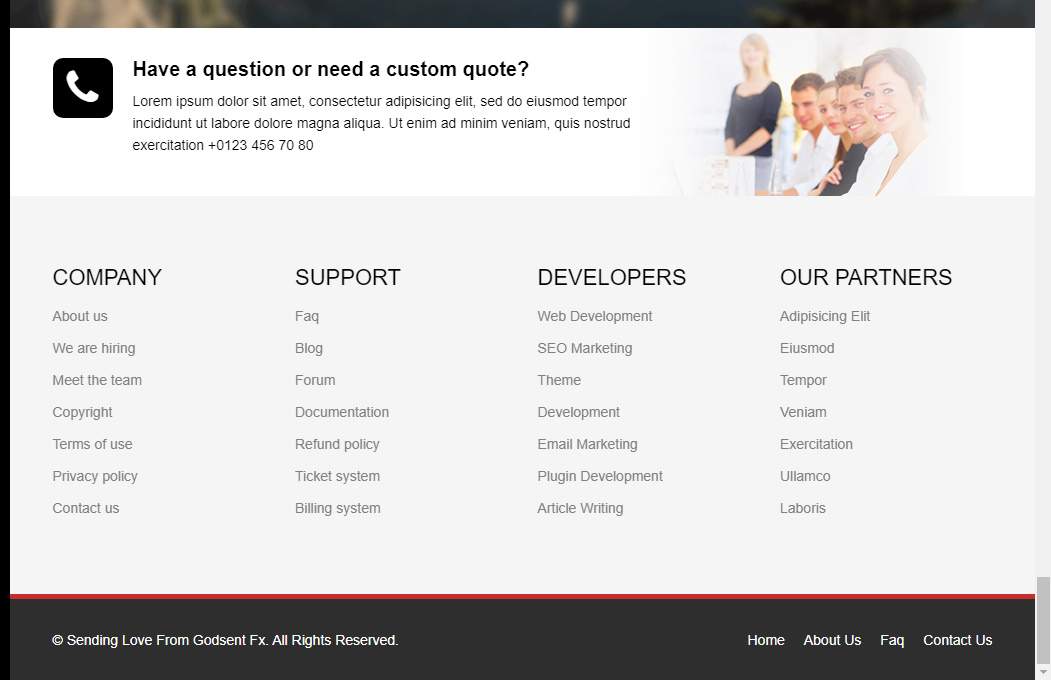 Have a question or need a custom quote?
Lorem ipsum dolor sit amet, consectetur adipisicing elit, sed do eiusmod tempor
incididunt ut labore dolore magna aliqua. Ut enim ad minim veniam, quis nostrud
exercitation +0123 456 70 80
COMPANY
About us
We are hiring
Meet the team
Copyright
Terms of use
Privacy policy
Contact us
SUPPORT
Faq
Blog
Forum
Documentation
Refund policy
Ticket system
Billing system
DEVELOPERS
Web Development
SEO Marketing
Theme
Development
Email Marketing
Plugin Development
Article Writing
OUR PARTNERS
Adipisicing Elit
Eiusmod
Tempor
Veniam
Exercitation
Ullamco
Laboris
© Sending Love From Godsent Fx. All Rights Reserved.
Home About Us Faq Contact Us